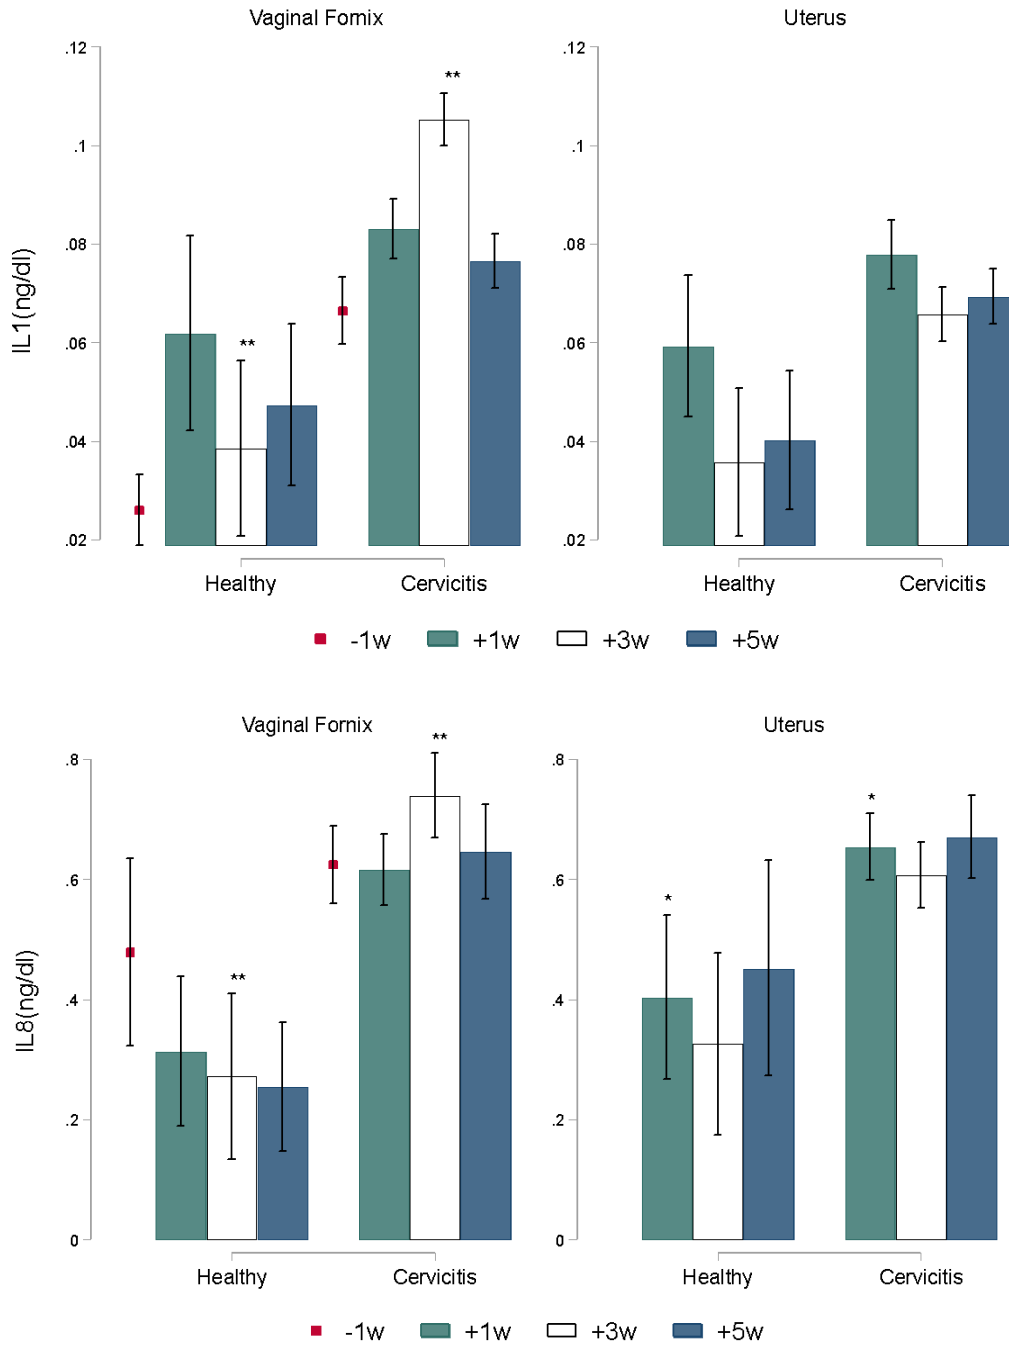 Vaginal Fornix
Uterus
IL1(ng/dl)
.12
.1
.08
.06
.04
.02
**
**
Healthy
Cervicitis
.12
.1
.08
.06
.04
.02
Healthy
Cervicitis
-1w +1w +3w +5w
Vaginal Fornix
Uterus
IL8(ng/dl)
.8
.6
.4
.2
0
**
**
Healthy
Cervicitis
.8
.6
.4
.2
0
*
*
Healthy
Cervicitis
-1w +1w +3w +5w